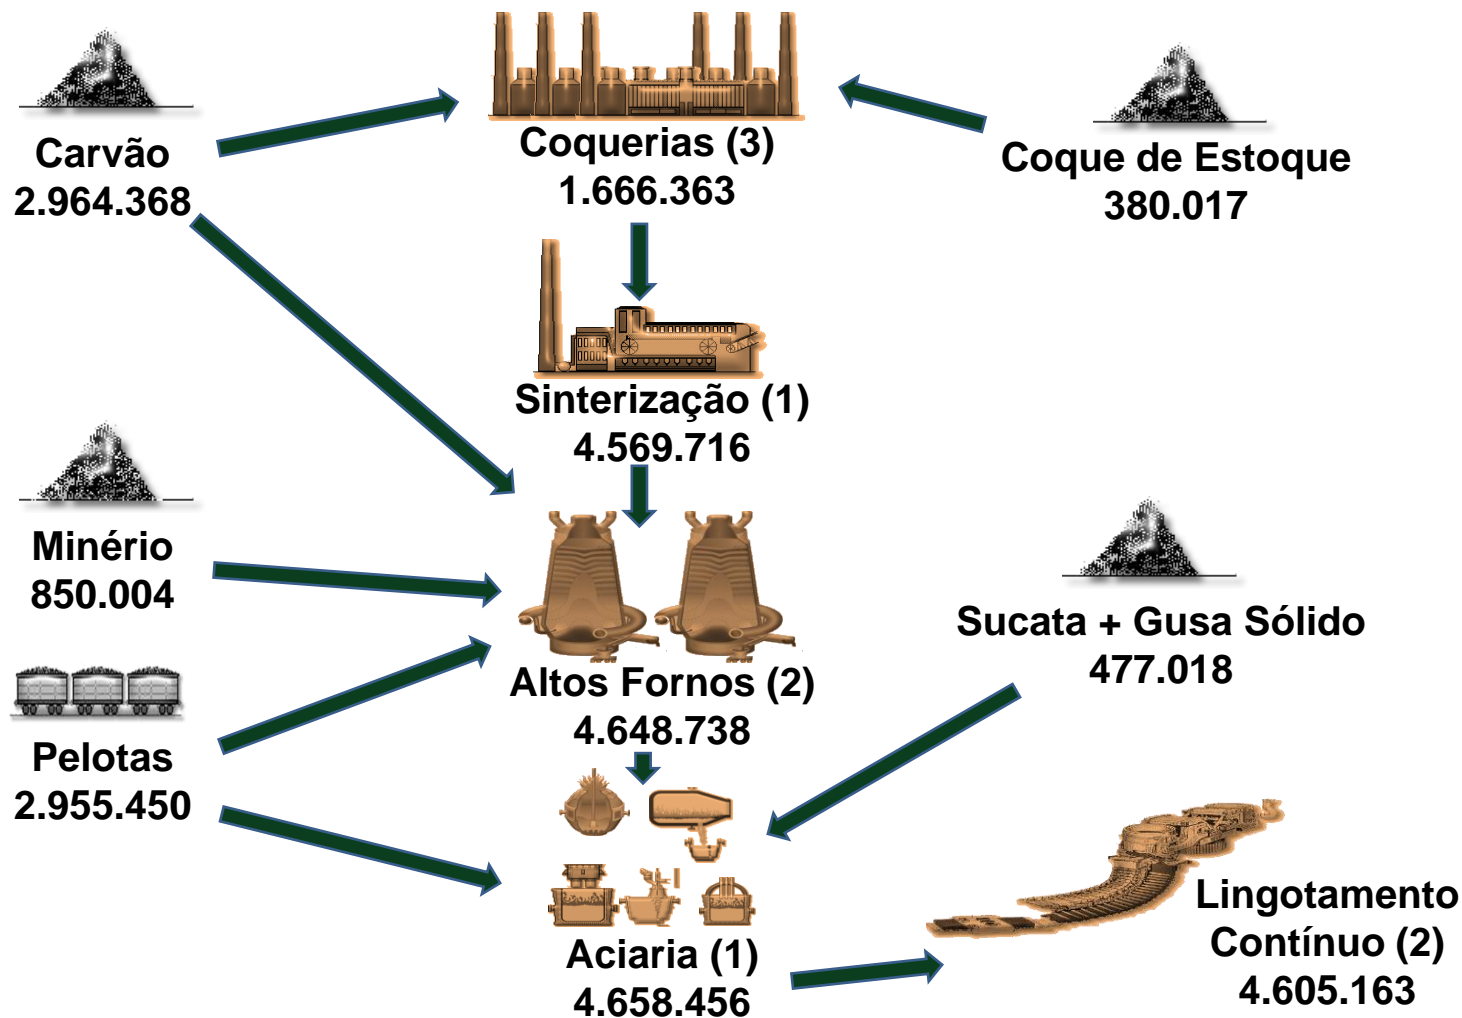 Carvão
2.964.368
Coquerias (3)
1.666.363
Coque de Estoque
380.017
Sinterização (1)
4.569.716
Minério
850.004
Pelotas
2.955.450
Altos Fornos (2)
4.648.738
Sucata + Gusa Sólido
477.018
Aciaria (1)
4.658.456
Lingotamento
Contínuo (2)
4.605.163